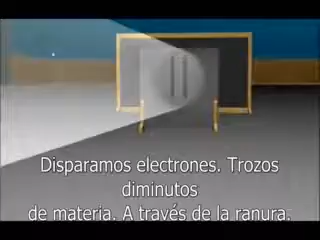 Disparamos electrones. Trozos
diminutos
de materia. A través de la ranura.